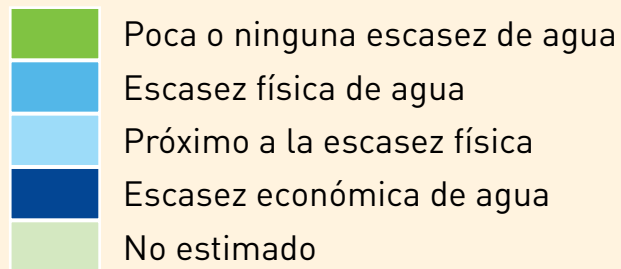 Poca o ninguna escasez de agua
Escasez física de agua
Próximo a la escasez física
Escasez económica de agua
No estimado